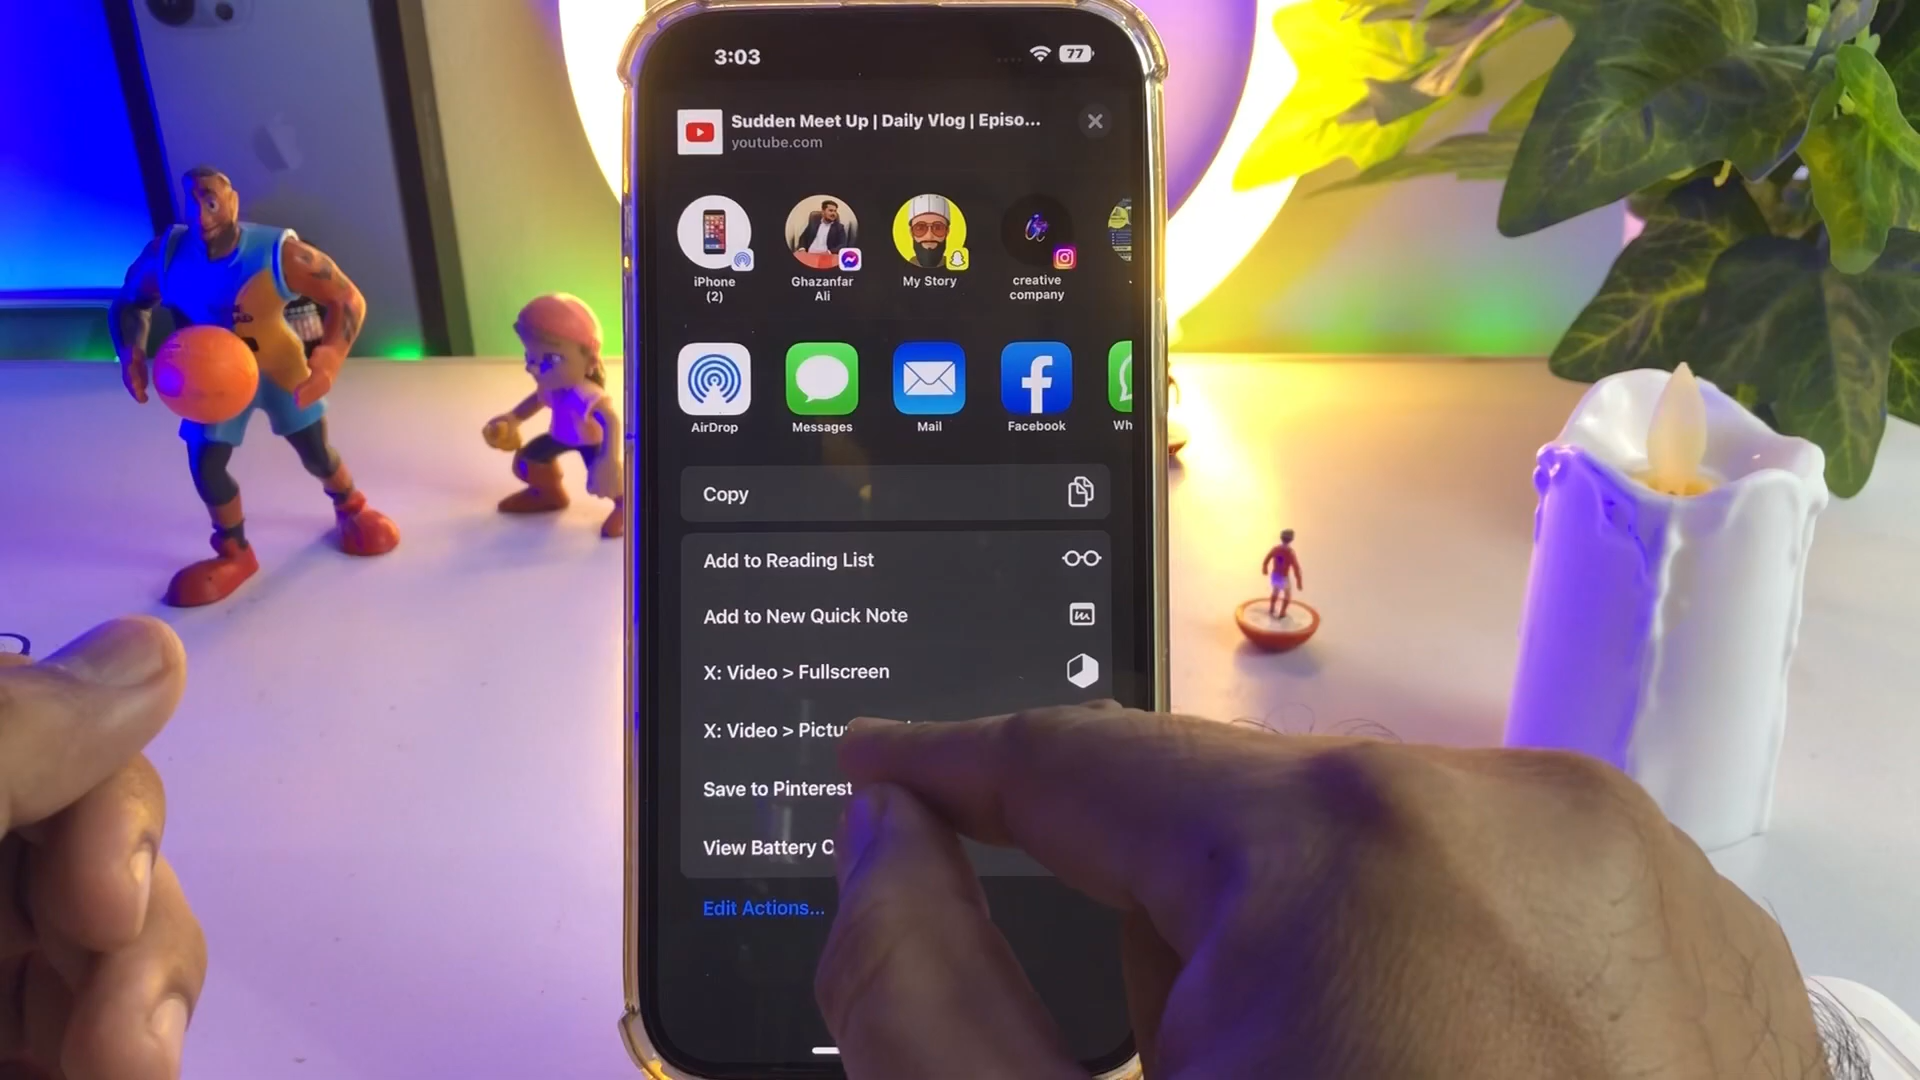 3:03
77
Sudden Meet Up | Daily Vlog | Episo...
youtube.com
iPhone
(2)
Ghazanfar
Ali
My Story
creative
company
AirDrop
Messages
Mail
Facebook
Wh
Copy
Add to Reading List
Add to New Quick Note
X: Video > Fullscreen
X: Video > Pictu
Save to Pinterest
View Battery
Edit Actions...